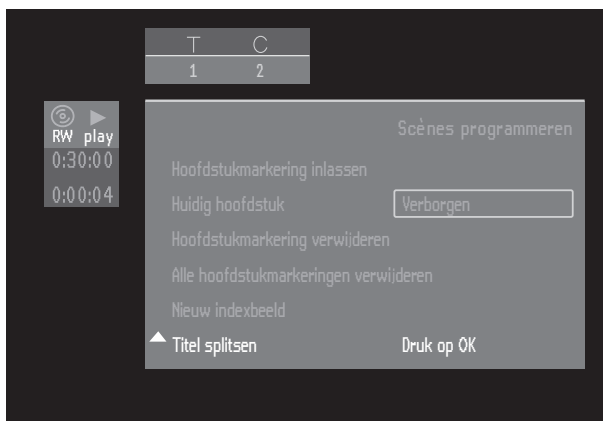 T C
1 2
RW play
0:30:00
0:00:04
Scènes programmeren
Hoofdstukmarkering inlassen
Huidig hoofdstuk Verborgen
Hoofdstukmarkering verwijderen
Alle hoofdstukmarkeringen verwijderen
Nieuw indexbeeld
Titel splitsen Druk op OK